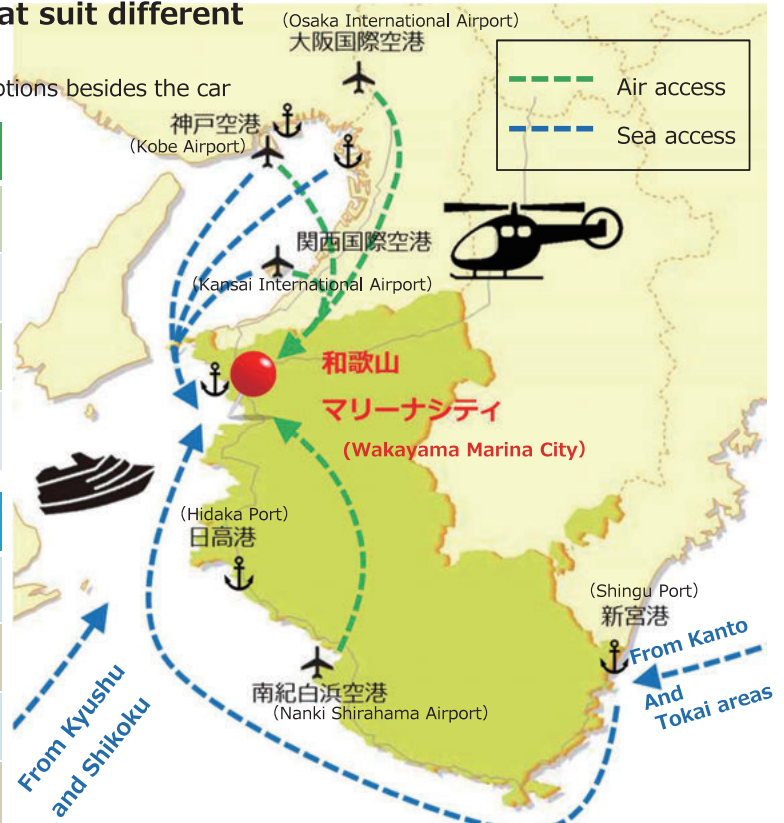 at suit different
otions besides the car
(Osaka International Airport)
大阪国際空港
Air access
Sea access
神戸空港
(Kobe Airport)
関西国際空港
(Kansai International Airport)
和歌山
マリーナシティ
(Wakayama Marina City)
(Hidaka Port)
日高港
(Shingu Port)
新宮港
From Kanto
And
Tokai areas
南紀白浜空港
(Nanki Shirahama Airport)
From Kyushu
and Shikoku